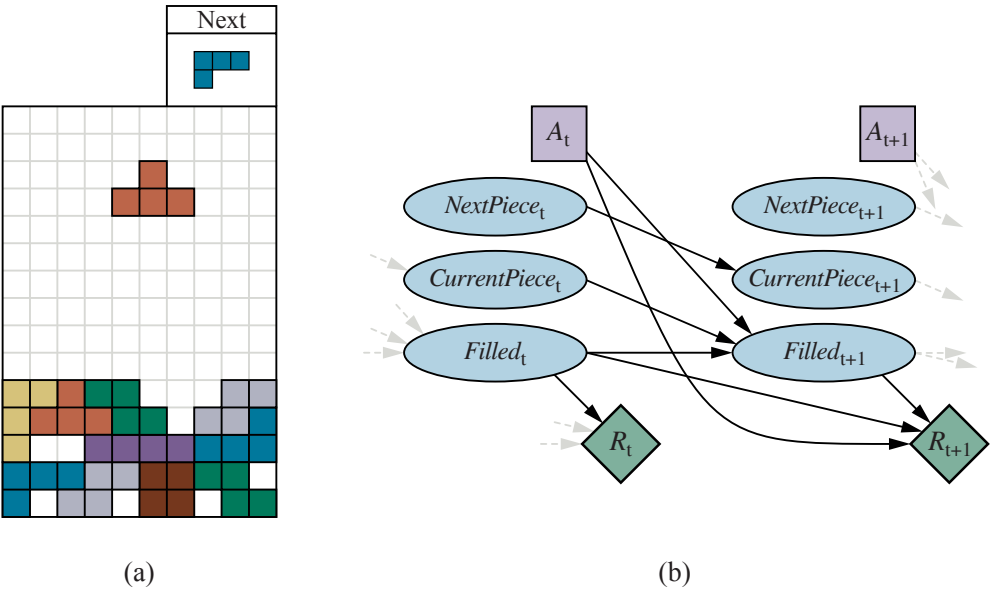 Next
A_t
A_t+1
NextPiece_t
NextPiece_t+1
CurrentPiece_t
CurrentPiece_t+1
Filled_t
Filled_t+1
R_t
R_t+1
(a)
(b)